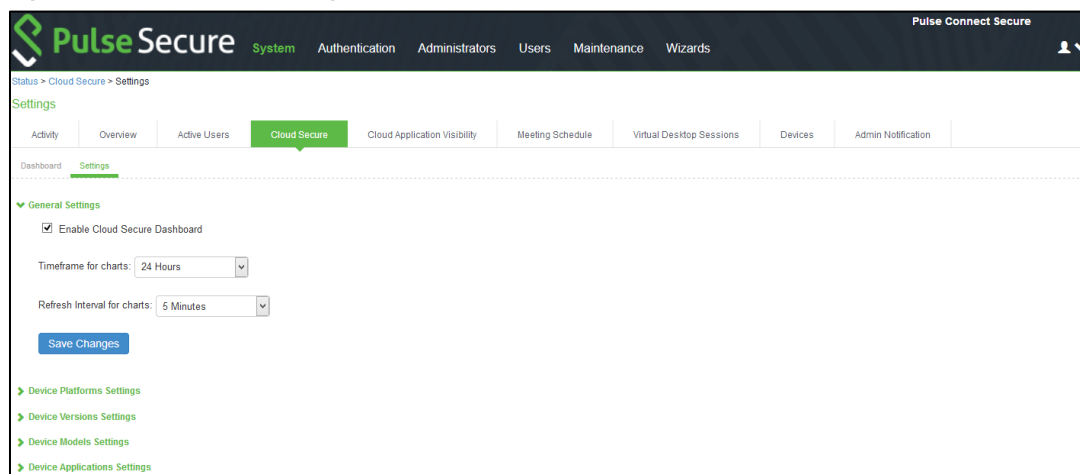 Pulse Connect Secure
Pulse Secure System Authentication Administrators Users Maintenance Wizards
Status > Cloud Secure > Settings
Settings
Activity Overview Active Users Cloud Secure Cloud Application Visibility Meeting Schedule Virtual Desktop Sessions Devices Admin Notification
Dashboard Settings
General Settings
Enable Cloud Secure Dashboard
Timeframe for charts: 24 Hours
Refresh Interval for charts: 5 Minutes
Save Changes
Device Platforms Settings
Device Versions Settings
Device Models Settings
Device Applications Settings